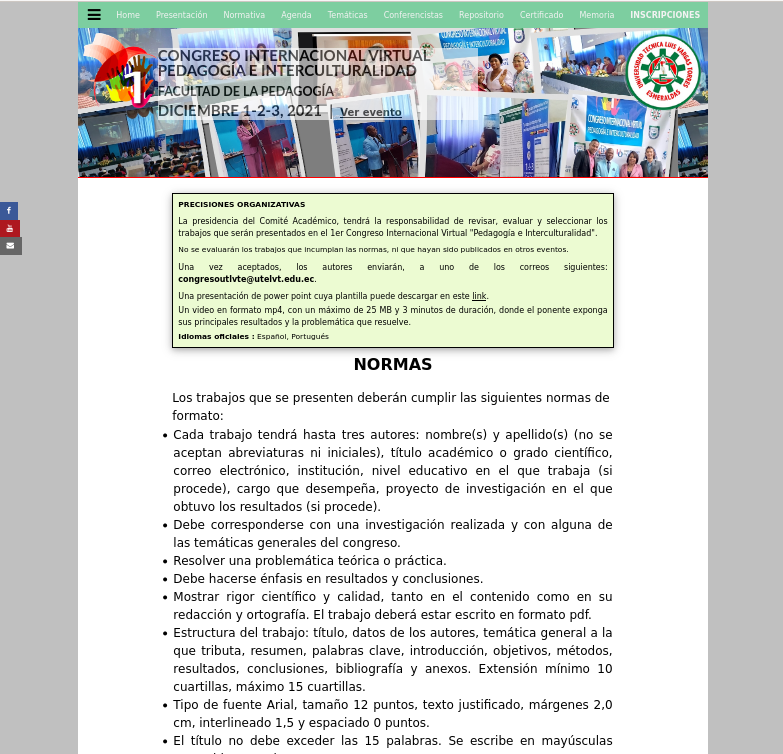 Home Presentación Normativa Agenda Temáticas Conferencistas Repositorio Certificado Memoria INSCRIPCIONES
CONGRESO INTERNACIONAL VIRTUAL
PEDAGOGÍA E INTERCULTURALIDAD
FACULTAD DE LA PEDAGOGÍA
DICIEMBRE 1-2-3, 2021 | Ver evento
UNIVERSIDAD TECNICA LUIS VARGAS TORRES
ESMERALDAS
PRECISIONES ORGANIZATIVAS
La presidencia del Comité Académico, tendrá la responsabilidad de revisar, evaluar y seleccionar los
trabajos que serán presentados en el 1er Congreso Internacional Virtual "Pedagogía e Interculturalidad".
No se evaluarán los trabajos que incumplan las normas, ni que hayan sido publicados en otros eventos.
Una vez aceptados, los autores enviarán, a uno de los correos siguientes:
congresoutlvte@utelvt.edu.ec.
Una presentación de power point cuya plantilla puede descargar en este link.
Un video en formato mp4, con un máximo de 25 MB y 3 minutos de duración, donde el ponente exponga
sus principales resultados y la problemática que resuelve.
Idiomas oficiales : Español, Portugués
NORMAS
Los trabajos que se presenten deberán cumplir las siguientes normas de
formato:
• Cada trabajo tendrá hasta tres autores: nombre(s) y apellido(s) (no se
aceptan abreviaturas ni iniciales), título académico o grado científico,
correo electrónico, institución, nivel educativo en el que trabaja (si
procede), cargo que desempeña, proyecto de investigación en el que
obtuvo los resultados (si procede).
• Debe corresponderse con una investigación realizada y con alguna de
las temáticas generales del congreso.
• Resolver una problemática teórica o práctica.
• Debe hacerse énfasis en resultados y conclusiones.
• Mostrar rigor científico y calidad, tanto en el contenido como en su
redacción y ortografía. El trabajo deberá estar escrito en formato pdf.
• Estructura del trabajo: título, datos de los autores, temática general a la
que tributa, resumen, palabras clave, introducción, objetivos, métodos,
resultados, conclusiones, bibliografía y anexos. Extensión mínimo 10
cuartillas, máximo 15 cuartillas.
• Tipo de fuente Arial, tamaño 12 puntos, texto justificado, márgenes 2,0
cm, interlineado 1,5 y espaciado 0 puntos.
• El título no debe exceder las 15 palabras. Se escribe en mayúsculas